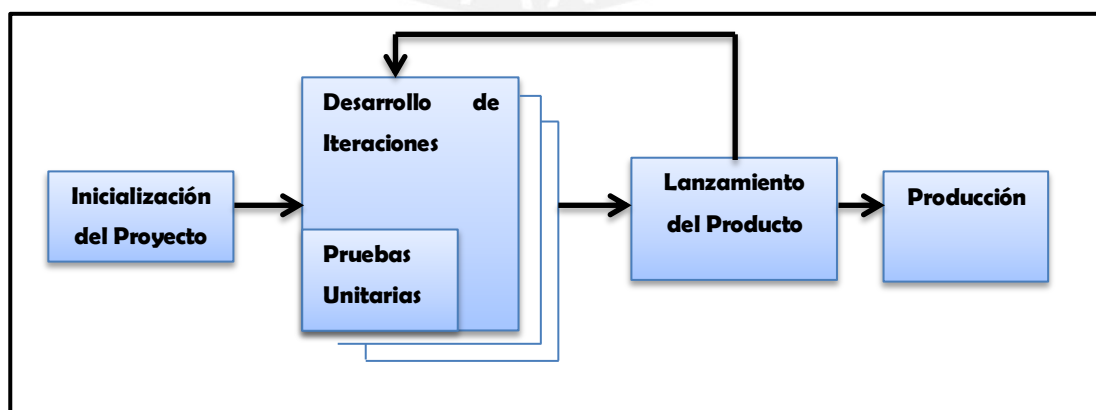 Inicialización
del Proyecto
Desarrollo de
Iteraciones
Pruebas
Unitarias
Lanzamiento
del Producto
Producción